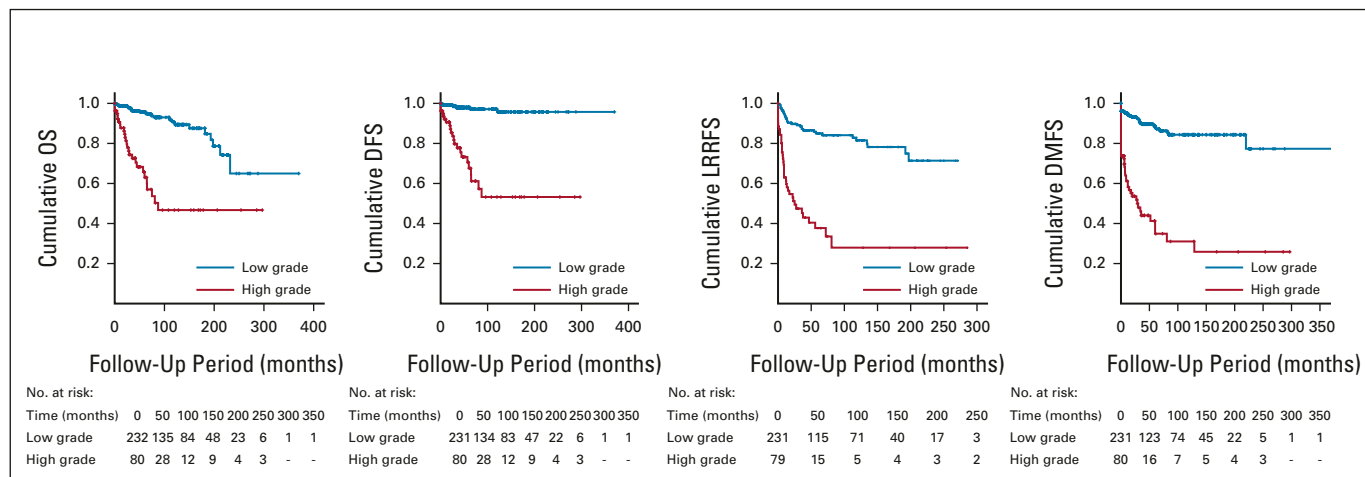 Cumulative OS
1.0
0.8
0.6
0.4
0.2
Low grade
High grade
0 100 200 300 400
Follow-Up Period (months)
No. at risk:
Time (months) 0 50 100 150 200 250 300 350
Low grade 232 135 84 48 23 6 1 1
High grade 80 28 12 9 4 3 - -
Cumulative DFS
1.0
0.8
0.6
0.4
0.2
Low grade
High grade
0 100 200 300 400
Follow-Up Period (months)
No. at risk:
Time (months) 0 50 100 150 200 250 300 350
Low grade 231 134 83 47 22 6 1 1
High grade 80 28 12 9 4 3 - -
Cumulative LRRFS
1.0
0.8
0.6
0.4
0.2
Low grade
High grade
0 50 100 150 200 250 300
Follow-Up Period (months)
No. at risk:
Time (months) 0 50 100 150 200 250
Low grade 231 115 71 40 17 3
High grade 79 15 5 4 3 2
Cumulative DMFS
1.0
0.8
0.6
0.4
0.2
Low grade
High grade
0 50 100 150 200 250 300 350
Follow-Up Period (months)
No. at risk:
Time (months) 0 50 100 150 200 250 300 350
Low grade 231 123 74 45 22 5 1 1
High grade 80 16 7 5 4 3 - -